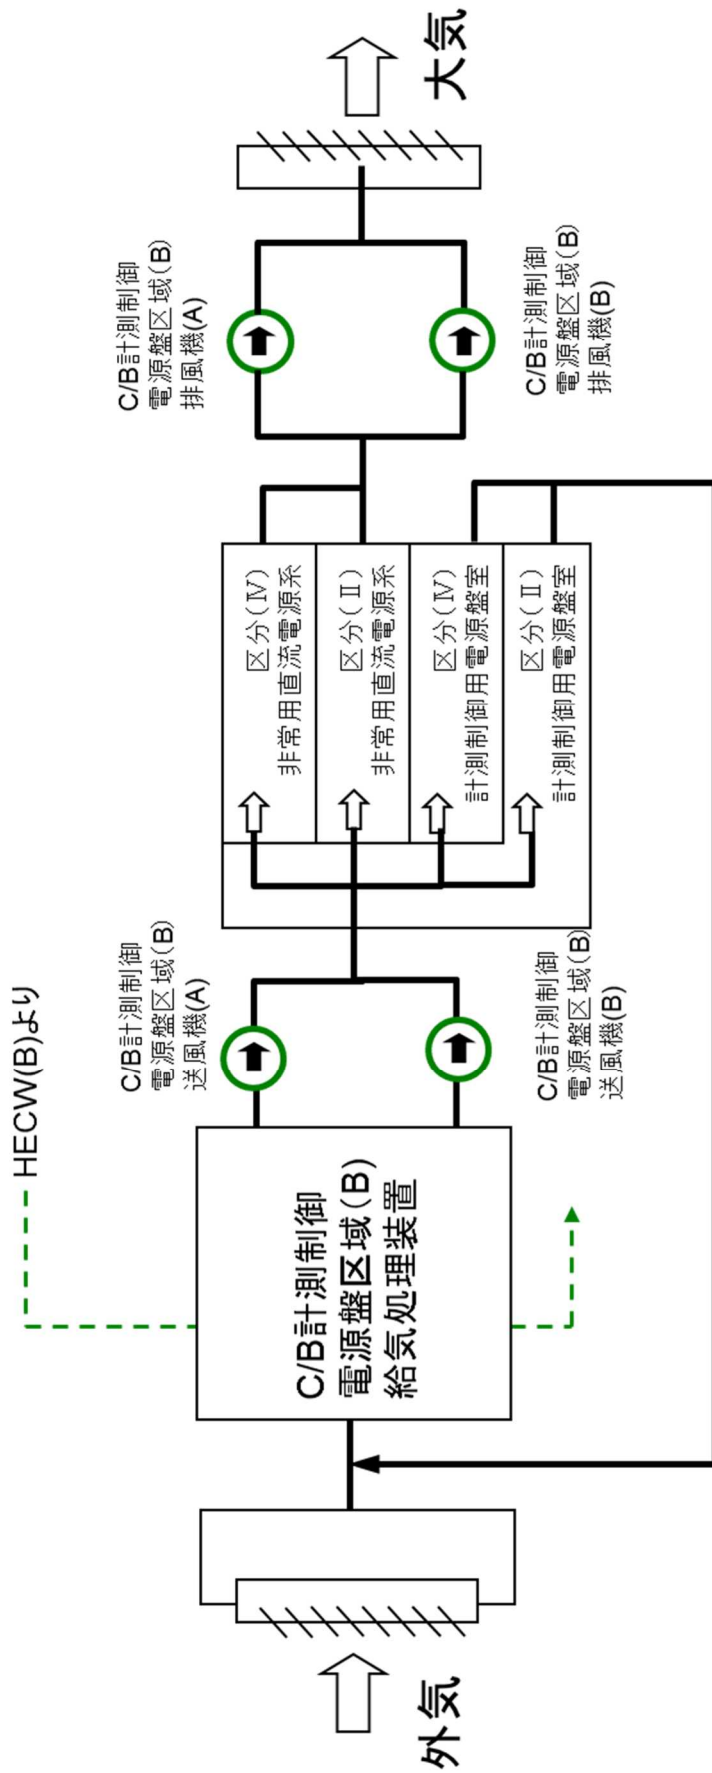 HECW(B)より
外気
C/B計測制御
電源盤区域(B)
給気処理装置
C/B計測制御
電源盤区域(B)
送風機(A)
C/B計測制御
電源盤区域(B)
送風機(B)
区分(Ⅳ)
非常用直流電源系
区分(Ⅱ)
非常用直流電源系
区分(Ⅳ)
計測制御用電源盤室
区分(Ⅱ)
計測制御用電源盤室
C/B計測制御
電源盤区域(B)
排風機(A)
C/B計測制御
電源盤区域(B)
排風機(B)
大気